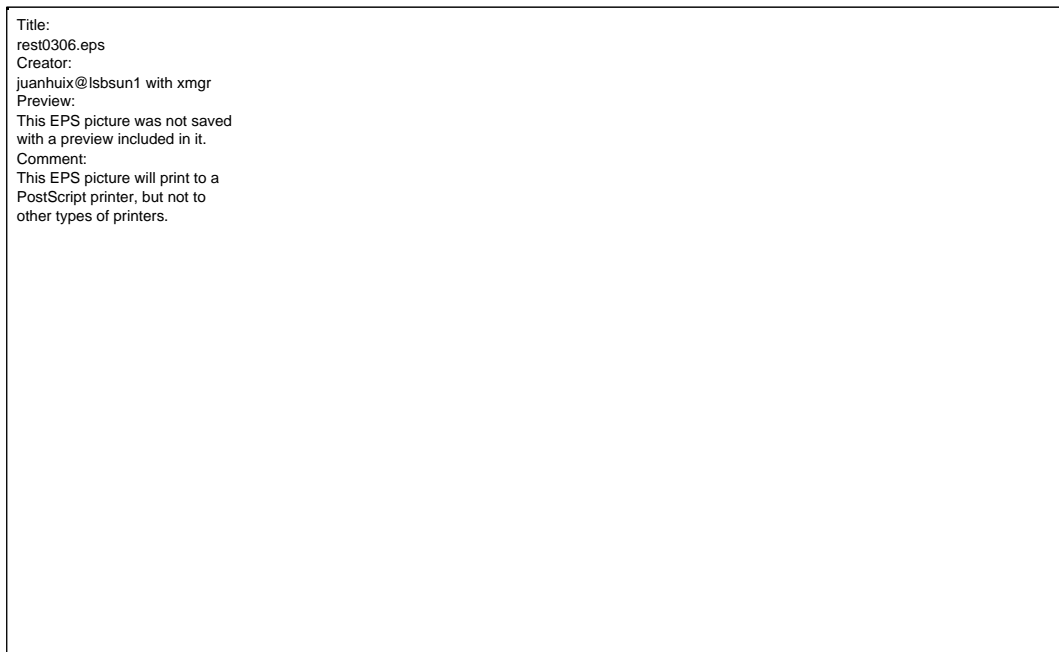 Title:
rest0306.eps
Creator:
juanhuix@lsbsun1 with xmgr
Preview:
This EPS picture was not saved
with a preview included in it.
Comment:
This EPS picture will print to a
PostScript printer, but not to
other types of printers.